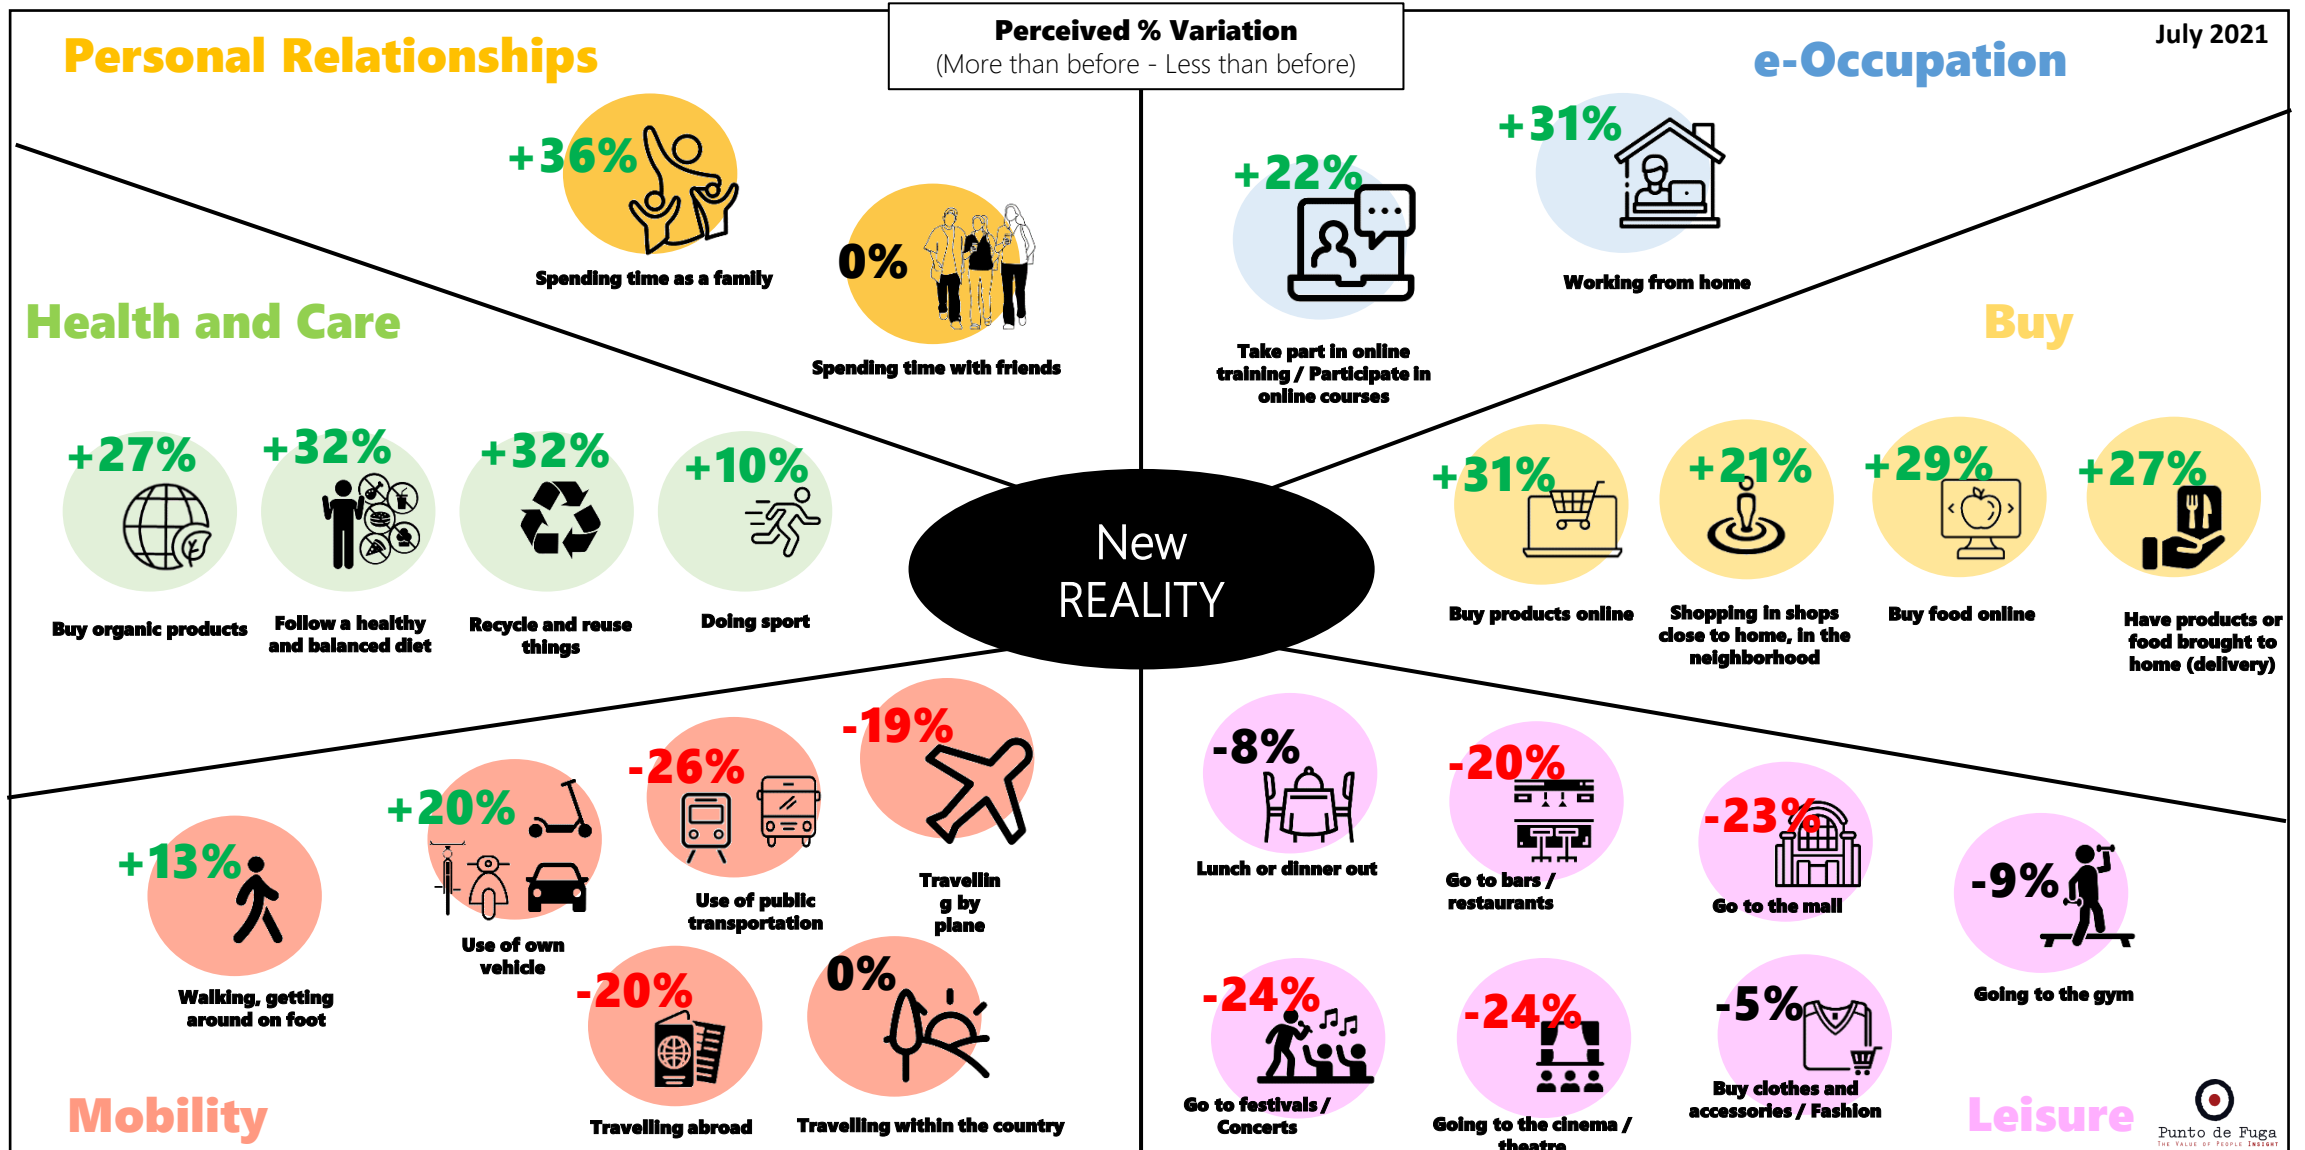 Perceived % Variation
(More than before - Less than before)
July 2021
Personal Relationships
+36%
Spending time as a family
0%
Spending time with friends
e-Occupation
+22%
Take part in online
training / Participate in
online courses
+31%
Working from home
Health and Care
+27%
Buy organic products
+32%
Follow a healthy
and balanced diet
+32%
Recycle and reuse
things
+10%
Doing sport
New
REALITY
Buy
+31%
Buy products online
+21%
Shopping in shops
close to home, in the
neighborhood
+29%
Buy food online
+27%
Have products or
food brought to
home (delivery)
Mobility
+13%
Walking, getting
around on foot
+20%
Use of own
vehicle
-26%
Use of public
transportation
-19%
Travellin
g by
plane
-20%
Travelling abroad
0%
Travelling within the country
Leisure
-8%
Lunch or dinner out
-20%
Go to bars /
restaurants
-23%
Go to the mall
-9%
Going to the gym
-24%
Go to festivals /
Concerts
-24%
Going to the cinema /
theatre
-5%
Buy clothes and
accessories / Fashion
Punto de Fuga
THE VALUE OF PEOPLE INSIGHT